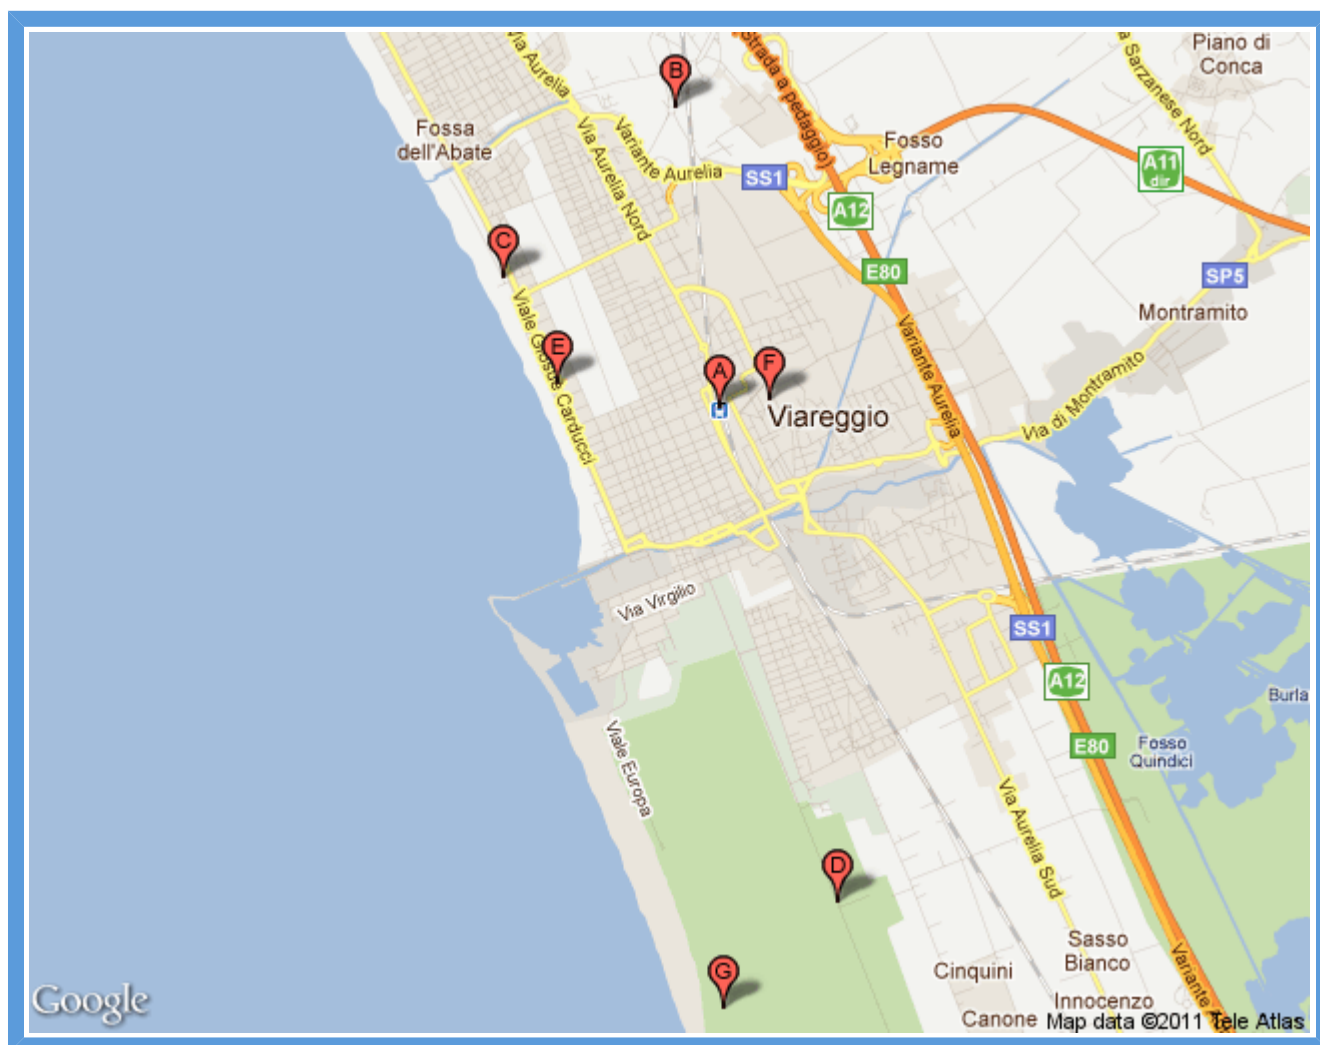 Piano di
Conca
Via Aurelia
Strada a pedaggio)
a Sarzanese Nord
B
Fossa
dell'Abate
Via Aurelia Nord
Variante Aurelia
SS1
Fosso
Legname
A11
dir
A12
C
E80
SP5
Viale Giosuè Carducci
Montramito
E
A
F
Variante Aurelia
Viareggio
Via di Montramito
Via Virgilio
SS1
A12
Burla
Viale Europa
E80
Fosso
Quindici
Via Aurelia Sud
D
Sasso
Bianco
Variante A
G
Cinquini
Innocenzo
Canone
Google
Map data ©2011 Tele Atlas